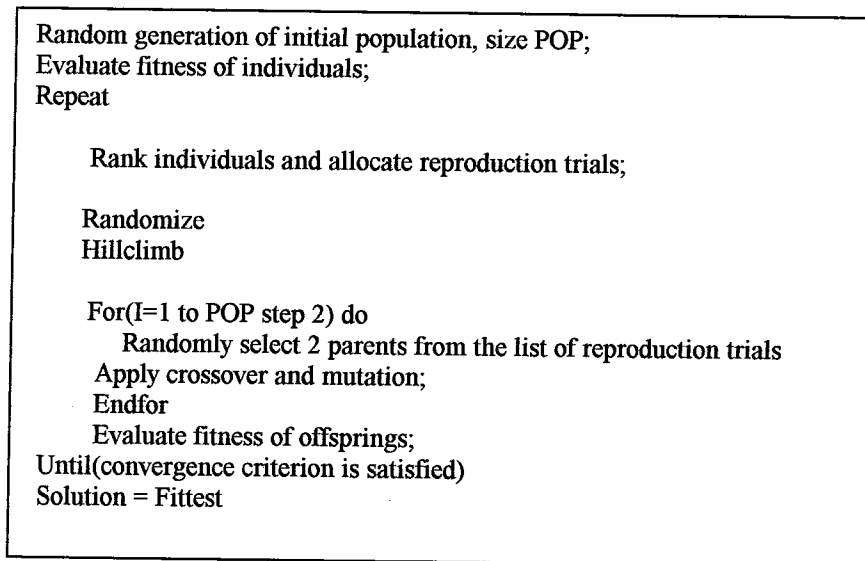 Random generation of initial population, size POP;
Evaluate fitness of individuals;
Repeat
Rank individuals and allocate reproduction trials;
Randomize
Hillclimb
For(I=1 to POP step 2) do
Randomly select 2 parents from the list of reproduction trials
Apply crossover and mutation;
Endfor
Evaluate fitness of offsprings;
Until(convergence criterion is satisfied)
Solution = Fittest